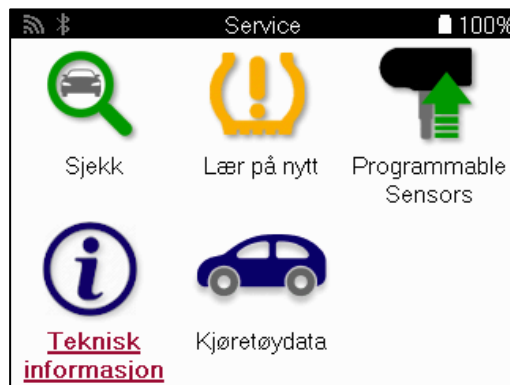 Service
100%
Sjekk
Lær på nytt
Programmable
Sensors
Teknisk
informasjon
Kjøretøydata